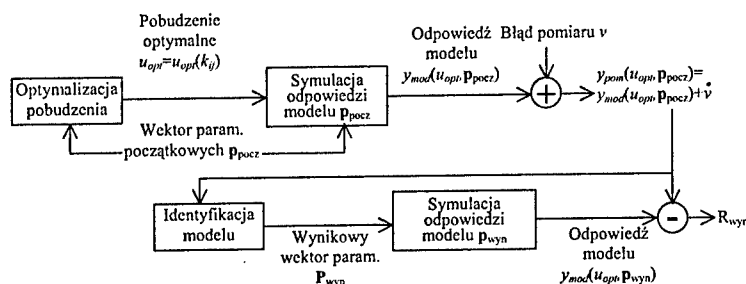 Pobudzenie
optymalne
u_opt=u_opt(k_ij)
Odpowiedź
modelu
y_mod(u_opt, p_pocz)
Błąd pomiaru v
Optymalizacja
pobudzenia
Symulacja
odpowiedzi
modelu p_pocz
+
y_pom(u_opt, p_pocz)=
y_mod(u_opt, p_pocz)+v
Wektor param.
początkowych p_pocz
Identyfikacja
modelu
Symulacja
odpowiedzi
modelu p_wyn
-
R_wyn
Wynikowy
wektor param.
p_wyn
Odpowiedź
modelu
y_mod(u_opt, p_wyn)